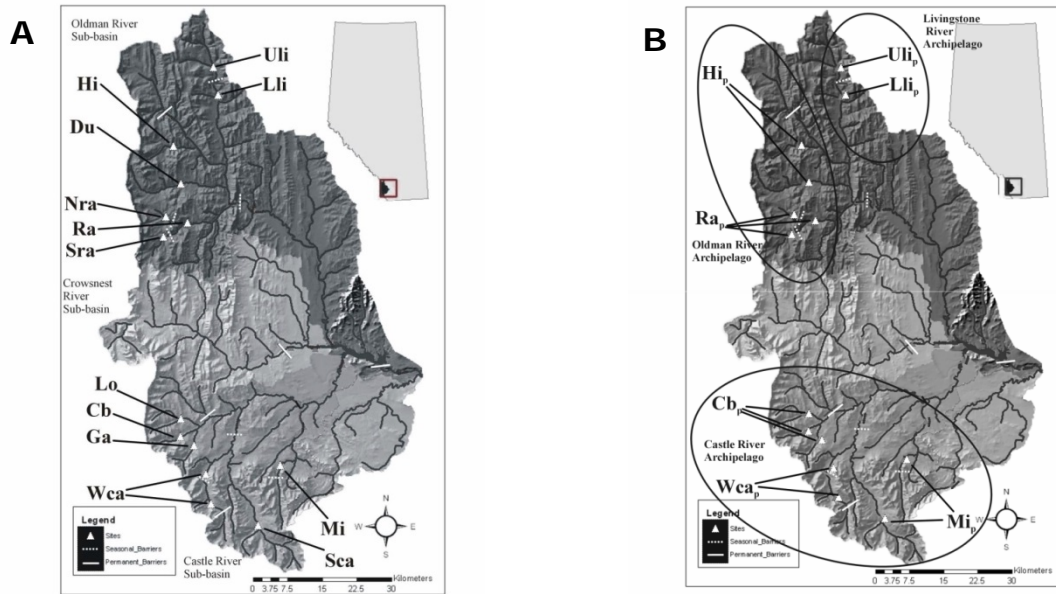 A
Oldman River
Sub-basin
Uli
Lli
Hi
Du
Nra
Ra
Sra
Crowsnest
River
Sub-basin
Lo
Cb
Ga
Wca
Mi
Sca
Castle River
Sub-basin
Legend
Sites
Seasonal_Barriers
Permanent_Barriers
N
W E
S
Kilometers
0 3.75 7.5 15 22.5 30
B
Livingstone
River
Archipelago
Ulip
Llip
Hip
Rap
Oldman River
Archipelago
Cbp
Castle River
Archipelago
Wcap
Mip
Legend
Sites
Seasonal_Barriers
Permanent_Barriers
N
W E
S
Kilometers
0 3.75 7.5 15 22.5 30